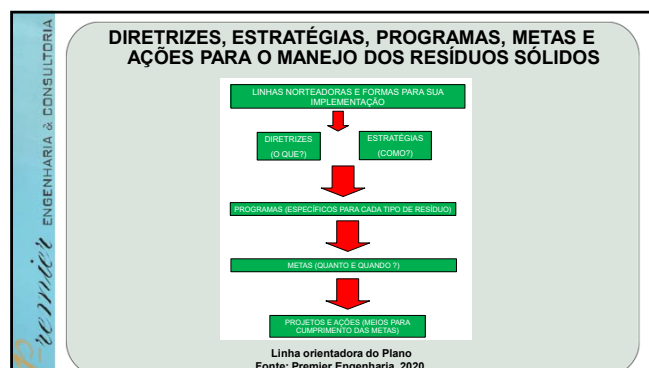 DIRETRIZES, ESTRATÉGIAS, PROGRAMAS, METAS E
AÇÕES PARA O MANEJO DOS RESÍDUOS SÓLIDOS
LINHAS NORTEADORAS E FORMAS PARA SUA
IMPLEMENTAÇÃO
DIRETRIZES
(O QUE?)
ESTRATÉGIAS
(COMO?)
PROGRAMAS (ESPECÍFICOS PARA CADA TIPO DE RESÍDUO)
METAS (QUANTO E QUANDO ?)
PROJETOS E AÇÕES (MEIOS PARA
CUMPRIMENTO DAS METAS)
Linha orientadora do Plano
Fonte: Premier Engenharia, 2020
Premier ENGENHARIA & CONSULTORIA